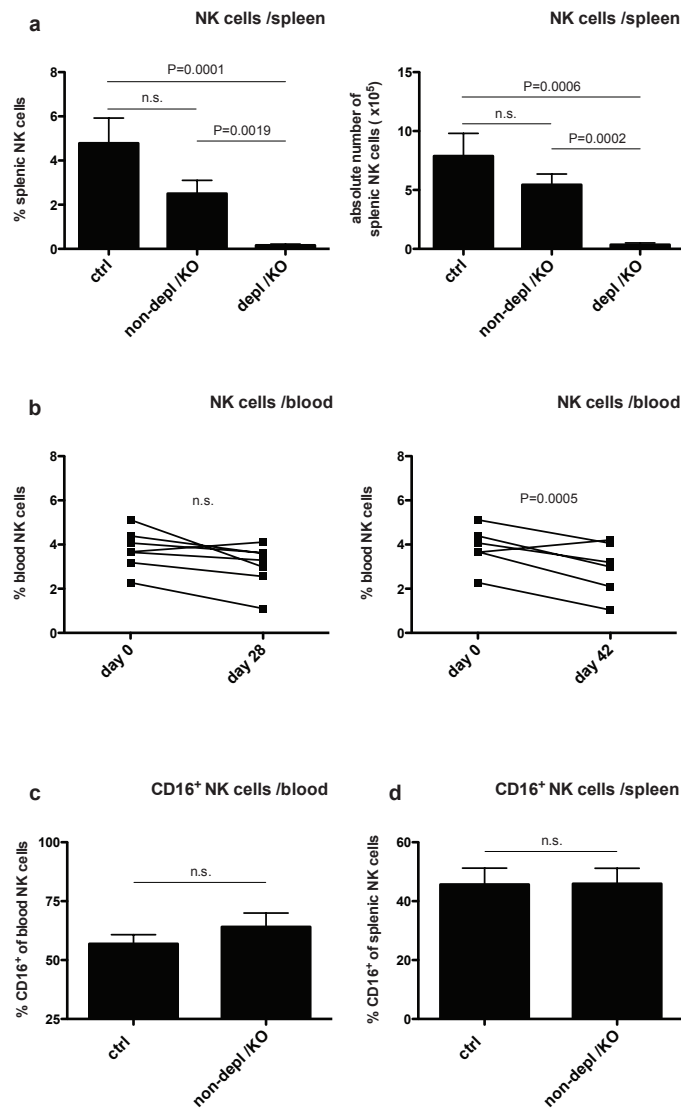 a
NK cells /spleen
% splenic NK cells
8
6
4
2
0
P=0.0001
n.s.
P=0.0019
ctrl
non-depl /KO
depl /KO
NK cells /spleen
absolute number of
splenic NK cells ( x10⁵)
15
10
5
0
P=0.0006
n.s.
P=0.0002
ctrl
non-depl /KO
depl /KO
b
NK cells /blood
% blood NK cells
8
6
4
2
0
n.s.
day 0
day 28
NK cells /blood
% blood NK cells
8
6
4
2
0
P=0.0005
day 0
day 42
c
CD16⁺ NK cells /blood
% CD16⁺ of blood NK cells
100
75
50
25
n.s.
ctrl
non-depl /KO
d
CD16⁺ NK cells /spleen
% CD16⁺ of splenic NK cells
60
40
20
0
n.s.
ctrl
non-depl /KO